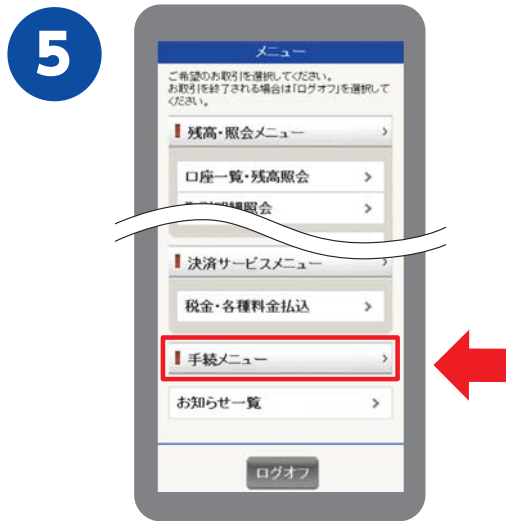 5
メニュー
ご希望のお取引を選択してください。
お取引を終了される場合は「ログオフ」を選択して
ください。
残高・照会メニュー
口座一覧・残高照会
明細照会
決済サービスメニュー
税金・各種料金払込
手続メニュー
お知らせ一覧
ログオフ